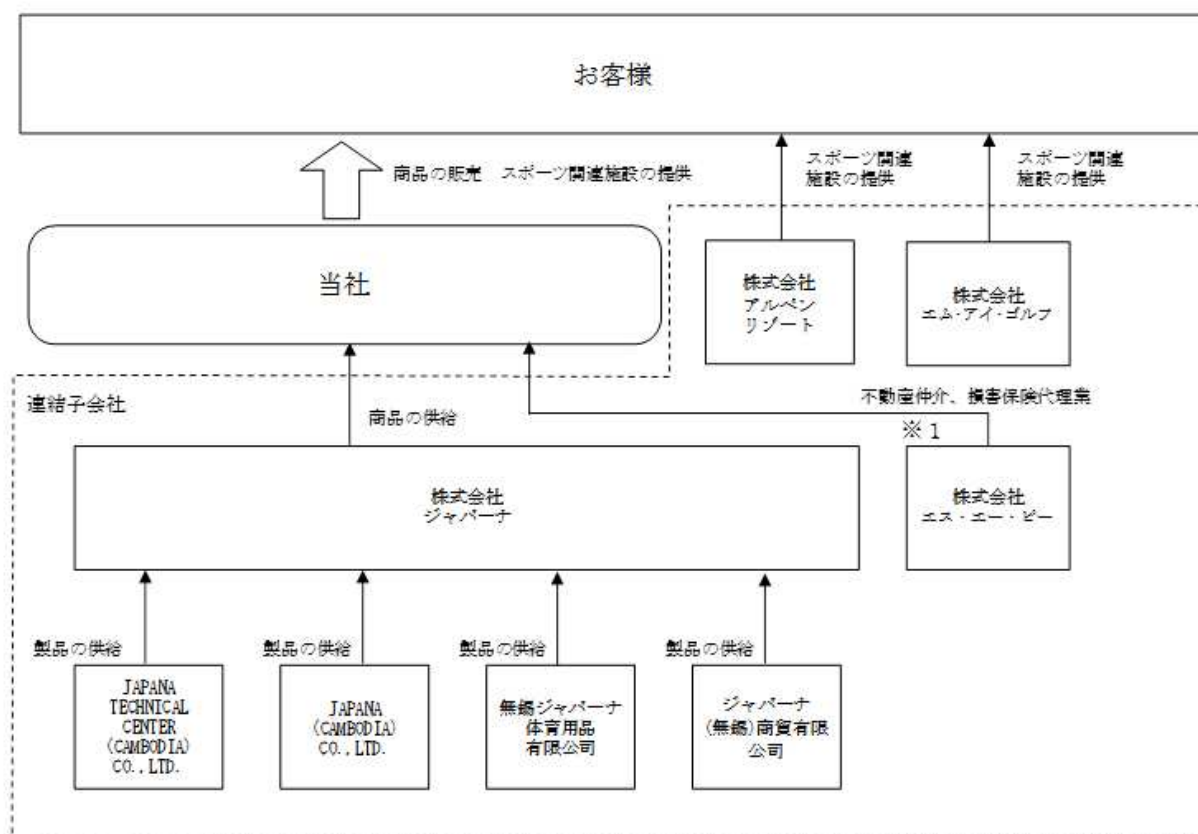 お客様
商品の販売 スポーツ関連施設の提供
スポーツ関連
施設の提供
スポーツ関連
施設の提供
当社
株式会社
アルペン
リゾート
株式会社
エム・アイ・ゴルフ
連結子会社
商品の供給
不動産仲介、損害保険代理業
※1
株式会社
ジャパーナ
株式会社
エス・エー・ピー
製品の供給
製品の供給
製品の供給
製品の供給
JAPANA
TECHNICAL
CENTER
(CAMBODIA)
CO.,LTD.
JAPANA
(CAMBODIA)
CO.,LTD.
無錫ジャパーナ
体育用品
有限公司
ジャパーナ
(無錫)商貿有限
公司